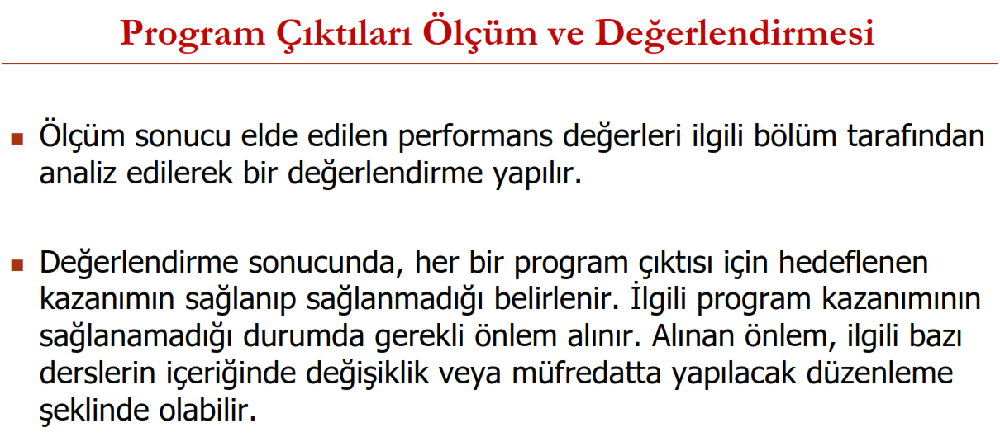 Program Çıktıları Ölçüm ve Değerlendirmesi
Ölçüm sonucu elde edilen performans değerleri ilgili bölüm tarafından
analiz edilerek bir değerlendirme yapılır.
Değerlendirme sonucunda, her bir program çıktısı için hedeflenen
kazanımın sağlanıp sağlanmadığı belirlenir. İlgili program kazanımının
sağlanamadığı durumda gerekli önlem alınır. Alınan önlem, ilgili bazı
derslerin içeriğinde değişiklik veya müfredatta yapılacak düzenleme
şeklinde olabilir.